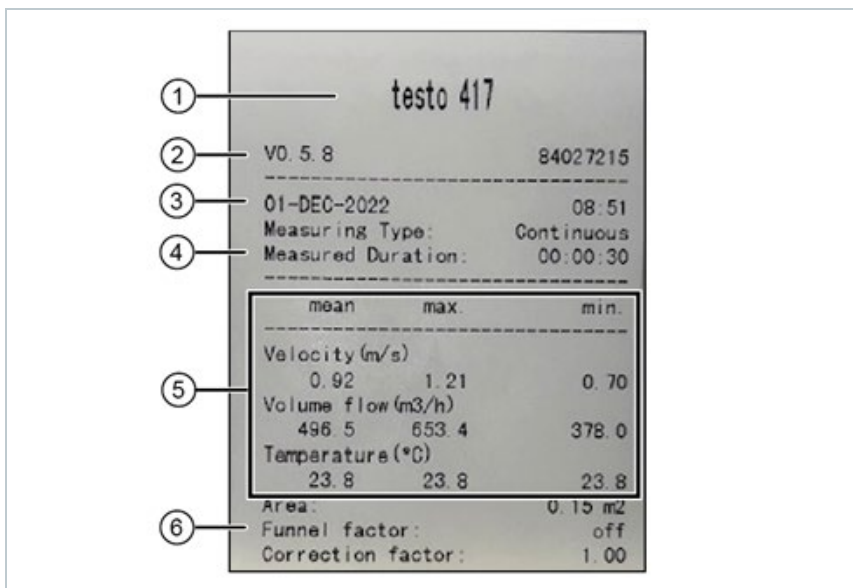 ① testo 417
② V0.5.8 84027215
③ 01-DEC-2022 08:51
Measuring Type: Continuous
④ Measured Duration: 00:00:30
mean max. min.
Velocity(m/s)
⑤ 0.92 1.21 0.70
Volume flow(m3/h)
496.5 653.4 378.0
Temperature(°C)
23.8 23.8 23.8
Area: 0.15 m2
⑥ Funnel factor: off
Correction factor: 1.00